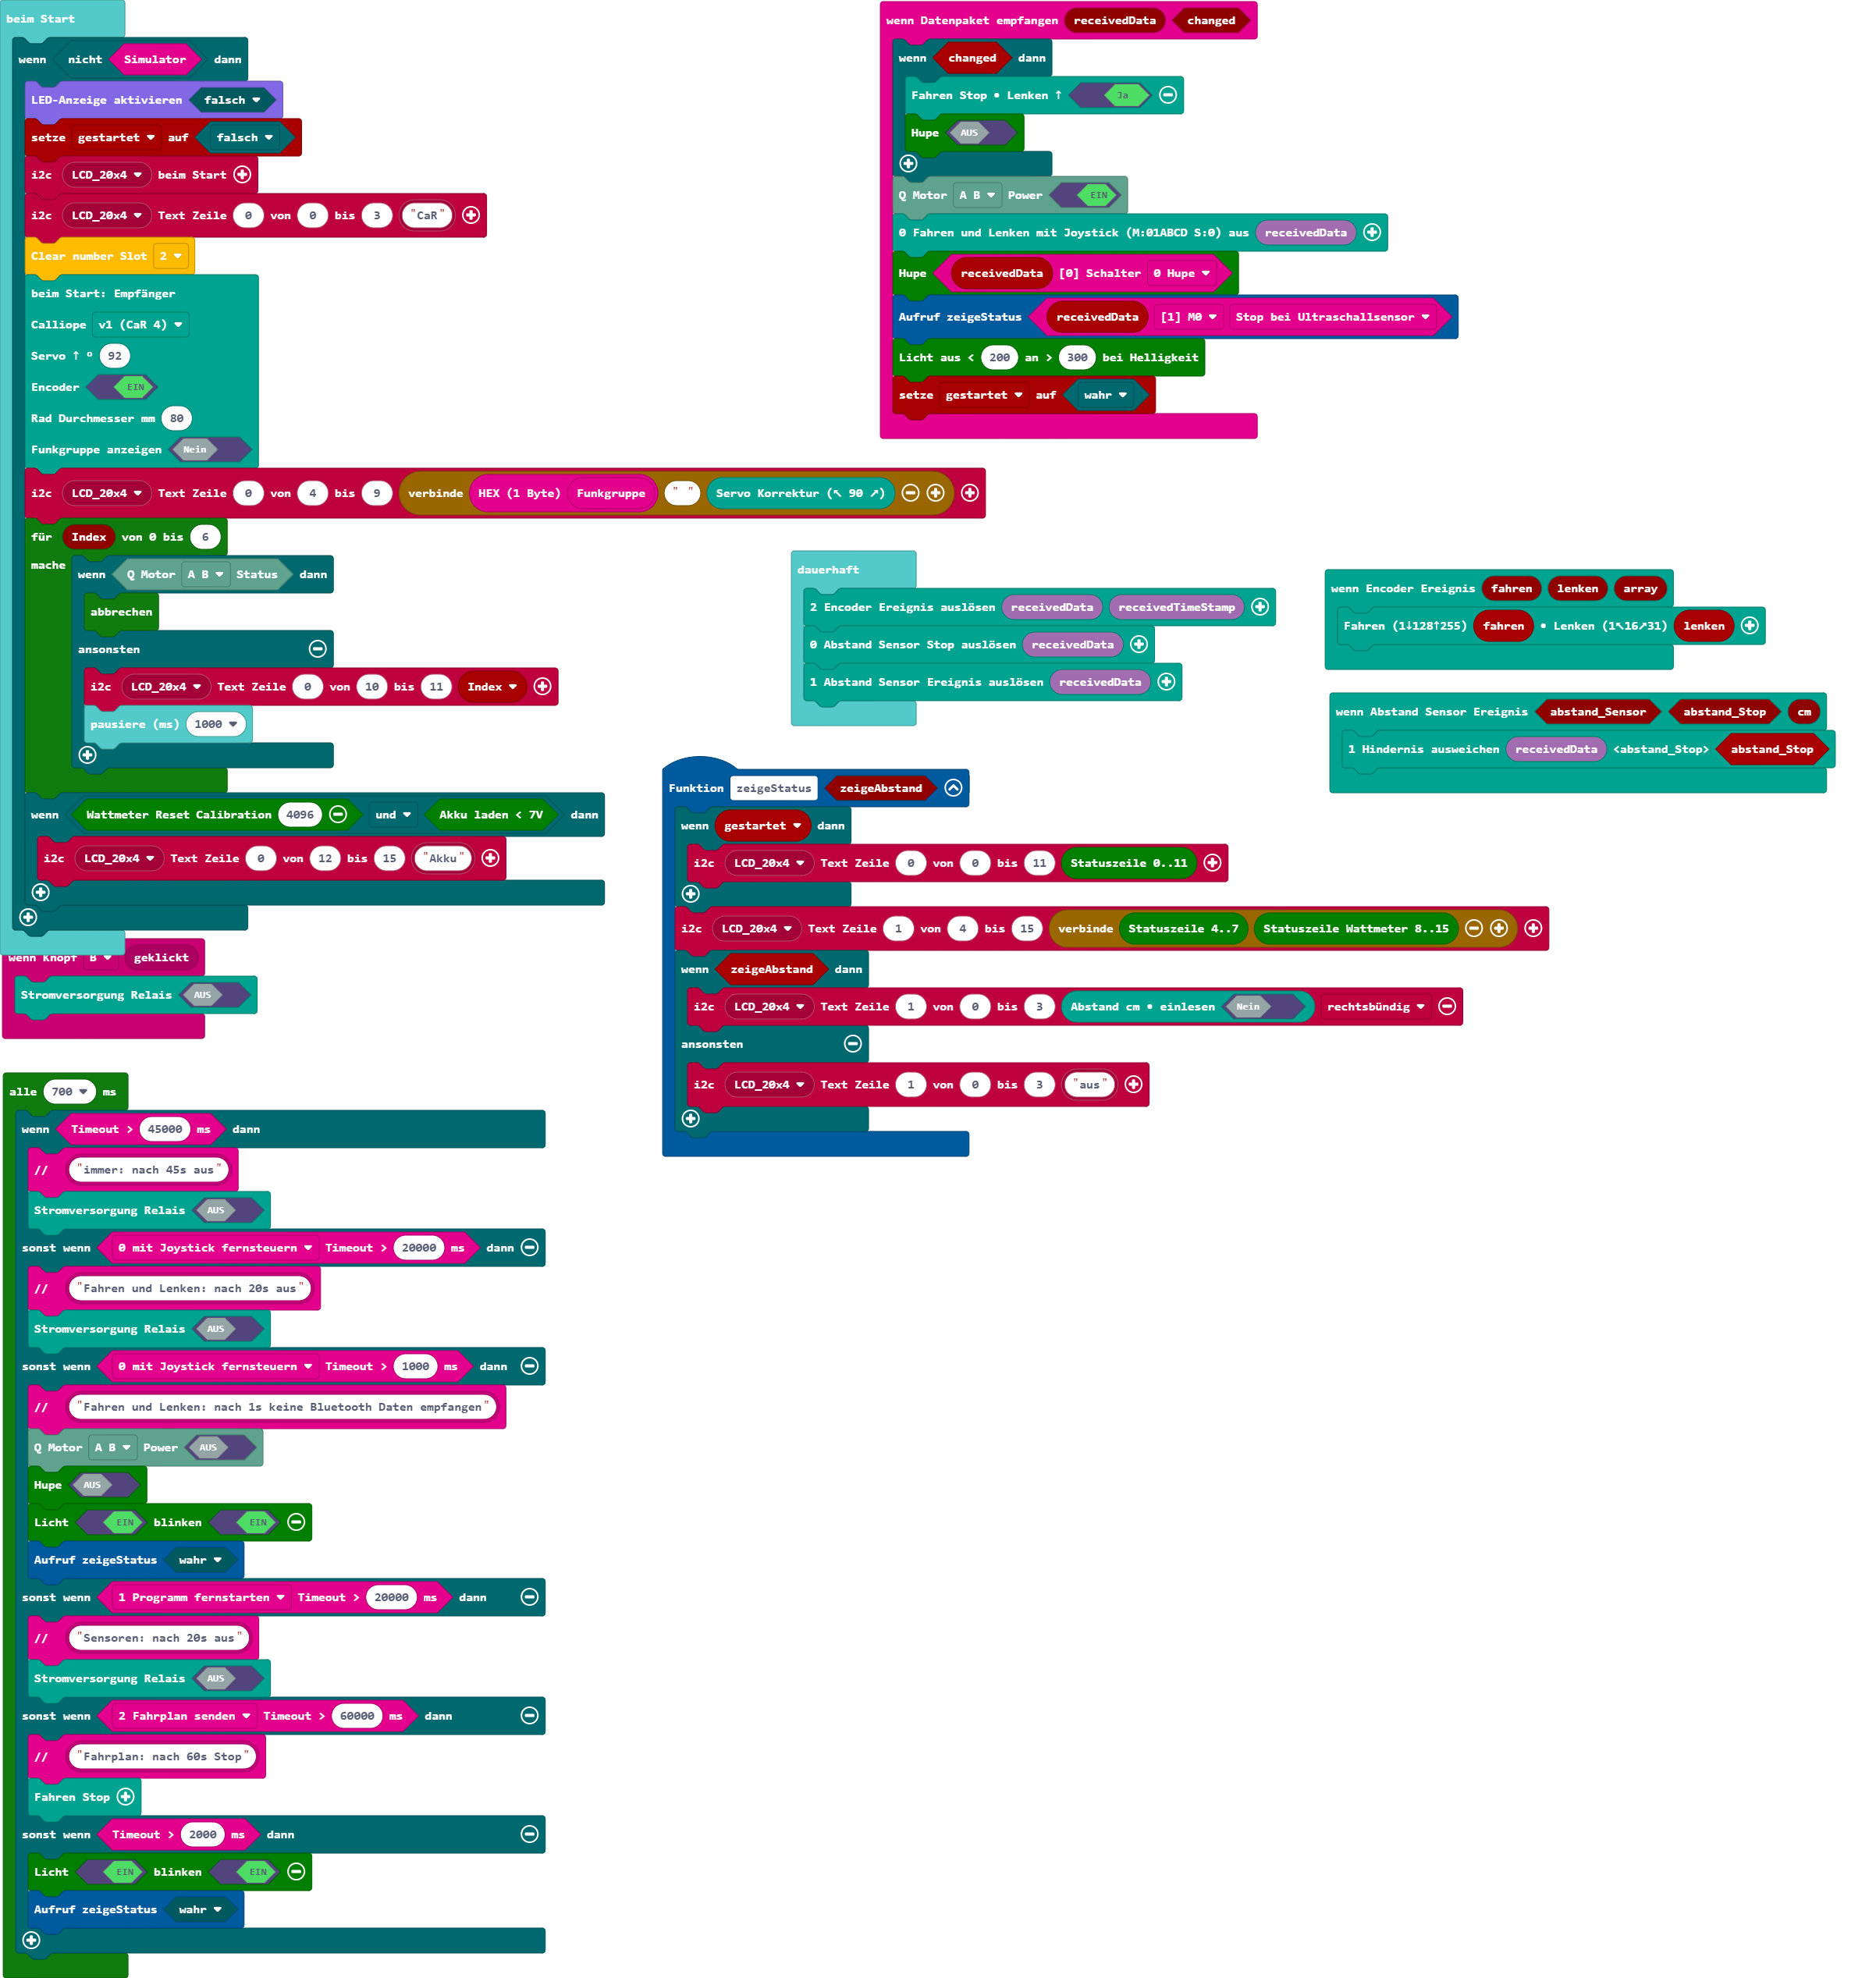 beim Start
wenn nicht Simulator dann
LED-Anzeige aktivieren falsch
setze gestartet auf falsch
i2c LCD_20x4 beim Start
i2c LCD_20x4 Text Zeile 0 von 0 bis 3 "CaR"
Clear number Slot 2
beim Start: Empfänger
Calliope v1 (CaR 4)
Servo ↑ ° 92
Encoder EIN
Rad Durchmesser mm 80
Funkgruppe anzeigen Nein
i2c LCD_20x4 Text Zeile 0 von 4 bis 9 verbinde HEX (1 Byte) Funkgruppe " " Servo Korrektur (↖ 90 ↗)
für Index von 0 bis 6
mache wenn Q Motor A B Status dann
abbrechen
ansonsten
i2c LCD_20x4 Text Zeile 0 von 10 bis 11 Index
pausiere (ms) 1000
wenn Wattmeter Reset Calibration 4096 und Akku laden < 7V dann
i2c LCD_20x4 Text Zeile 0 von 12 bis 15 "Akku"
wenn Knopf B geklickt
Stromversorgung Relais AUS
alle 700 ms
wenn Timeout > 45000 ms dann
// "immer: nach 45s aus"
Stromversorgung Relais AUS
sonst wenn 0 mit Joystick fernsteuern Timeout > 20000 ms dann
// "Fahren und Lenken: nach 20s aus"
Stromversorgung Relais AUS
sonst wenn 0 mit Joystick fernsteuern Timeout > 1000 ms dann
// "Fahren und Lenken: nach 1s keine Bluetooth Daten empfangen"
Q Motor A B Power AUS
Hupe AUS
Licht EIN blinken EIN
Aufruf zeigeStatus wahr
sonst wenn 1 Programm fernstarten Timeout > 20000 ms dann
// "Sensoren: nach 20s aus"
Stromversorgung Relais AUS
sonst wenn 2 Fahrplan senden Timeout > 60000 ms dann
// "Fahrplan: nach 60s Stop"
Fahren Stop
sonst wenn Timeout > 2000 ms dann
Licht EIN blinken EIN
Aufruf zeigeStatus wahr
wenn Datenpaket empfangen receivedData changed
wenn changed dann
Fahren Stop • Lenken ↑ Ja
Hupe AUS
Q Motor A B Power EIN
0 Fahren und Lenken mit Joystick (M:01ABCD S:0) aus receivedData
Hupe receivedData [0] Schalter 0 Hupe
Aufruf zeigeStatus receivedData [1] M0 Stop bei Ultraschallsensor
Licht aus < 200 an > 300 bei Helligkeit
setze gestartet auf wahr
dauerhaft
2 Encoder Ereignis auslösen receivedData receivedTimeStamp
0 Abstand Sensor Stop auslösen receivedData
1 Abstand Sensor Ereignis auslösen receivedData
wenn Encoder Ereignis fahren lenken array
Fahren (1↓128↑255) fahren • Lenken (1↖16↗31) lenken
wenn Abstand Sensor Ereignis abstand_Sensor abstand_Stop cm
1 Hindernis ausweichen receivedData <abstand_Stop> abstand_Stop
Funktion zeigeStatus zeigeAbstand
wenn gestartet dann
i2c LCD_20x4 Text Zeile 0 von 0 bis 11 Statuszeile 0..11
i2c LCD_20x4 Text Zeile 1 von 4 bis 15 verbinde Statuszeile 4..7 Statuszeile Wattmeter 8..15
wenn zeigeAbstand dann
i2c LCD_20x4 Text Zeile 1 von 0 bis 3 Abstand cm • einlesen Nein rechtsbündig
ansonsten
i2c LCD_20x4 Text Zeile 1 von 0 bis 3 "aus"